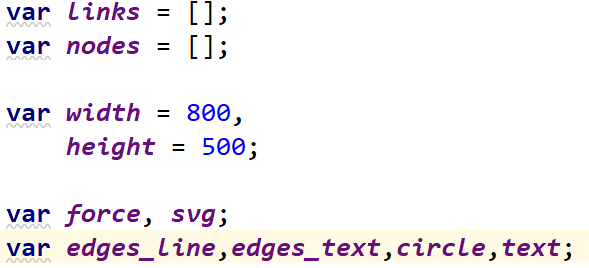 var links = [];
var nodes = [];
var width = 800,
height = 500;
var force, svg;
var edges_line,edges_text,circle,text;